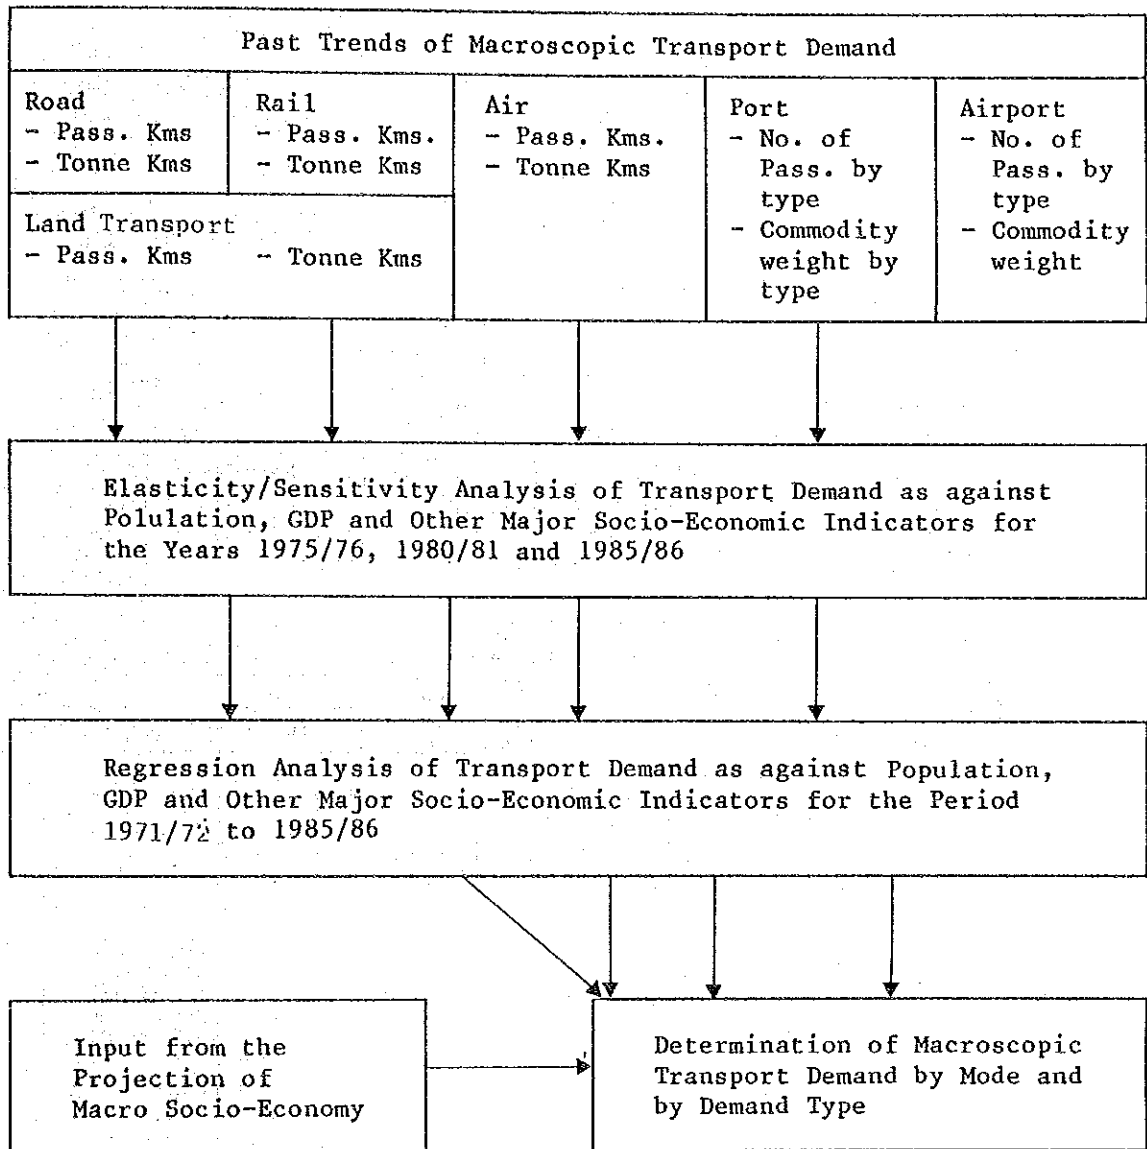 Past Trends of Macroscopic Transport Demand
Road
- Pass. Kms
- Tonne Kms
Rail
- Pass. Kms.
- Tonne Kms
Air
- Pass. Kms.
- Tonne Kms
Port
- No. of
Pass. by
type
- Commodity
weight by
type
Airport
- No. of
Pass. by
type
- Commodity
weight
Land Transport
- Pass. Kms - Tonne Kms
Elasticity/Sensitivity Analysis of Transport Demand as against
Polulation, GDP and Other Major Socio-Economic Indicators for
the Years 1975/76, 1980/81 and 1985/86
Regression Analysis of Transport Demand as against Population,
GDP and Other Major Socio-Economic Indicators for the Period
1971/72 to 1985/86
Input from the
Projection of
Macro Socio-Economy
Determination of Macroscopic
Transport Demand by Mode and
by Demand Type